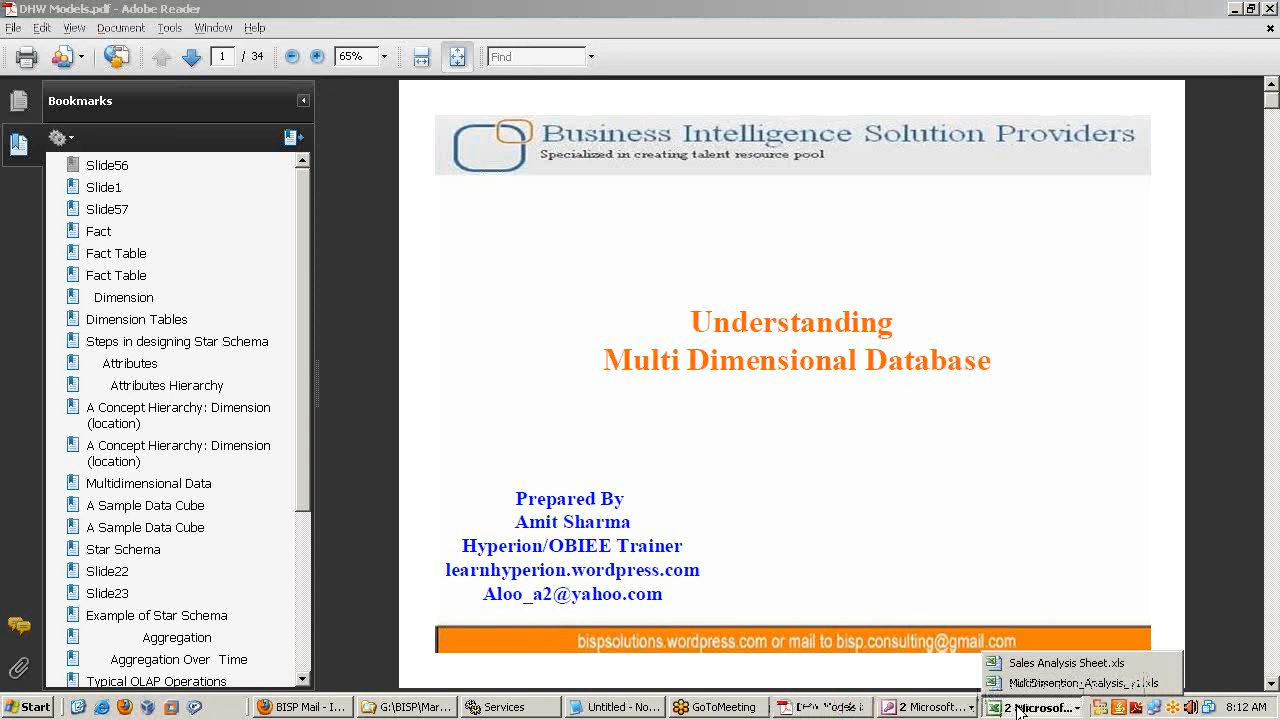 DHW Models.pdf - Adobe Reader
File Edit View Document Tools Window Help
1 / 34 65% Find
Bookmarks
Slide56
Slide1
Slide57
Fact
Fact Table
Fact Table
Dimension
Dimension Tables
Steps in designing Star Schema
Attributes
Attributes Hierarchy
A Concept Hierarchy: Dimension
(location)
A Concept Hierarchy: Dimension
(location)
Multidimensional Data
A Sample Data Cube
A Sample Data Cube
Star Schema
Slide22
Slide23
Example of Star Schema
Aggregation
Aggregation Over Time
Typical OLAP Operations
Business Intelligence Solution Providers
Specialized in creating talent resource pool
Understanding
Multi Dimensional Database
Prepared By
Amit Sharma
Hyperion/OBIEE Trainer
learnhyperion.wordpress.com
Aloo_a2@yahoo.com
bispsolutions.wordpress.com or mail to bisp.consulting@gmail.com
Sales Analysis Sheet.xls
Start BISP Mail - I... G:\BISP\Mar... Services Untitled - No... GoToMeeting 2 Microsof... 2 Microsof... 8:12 AM